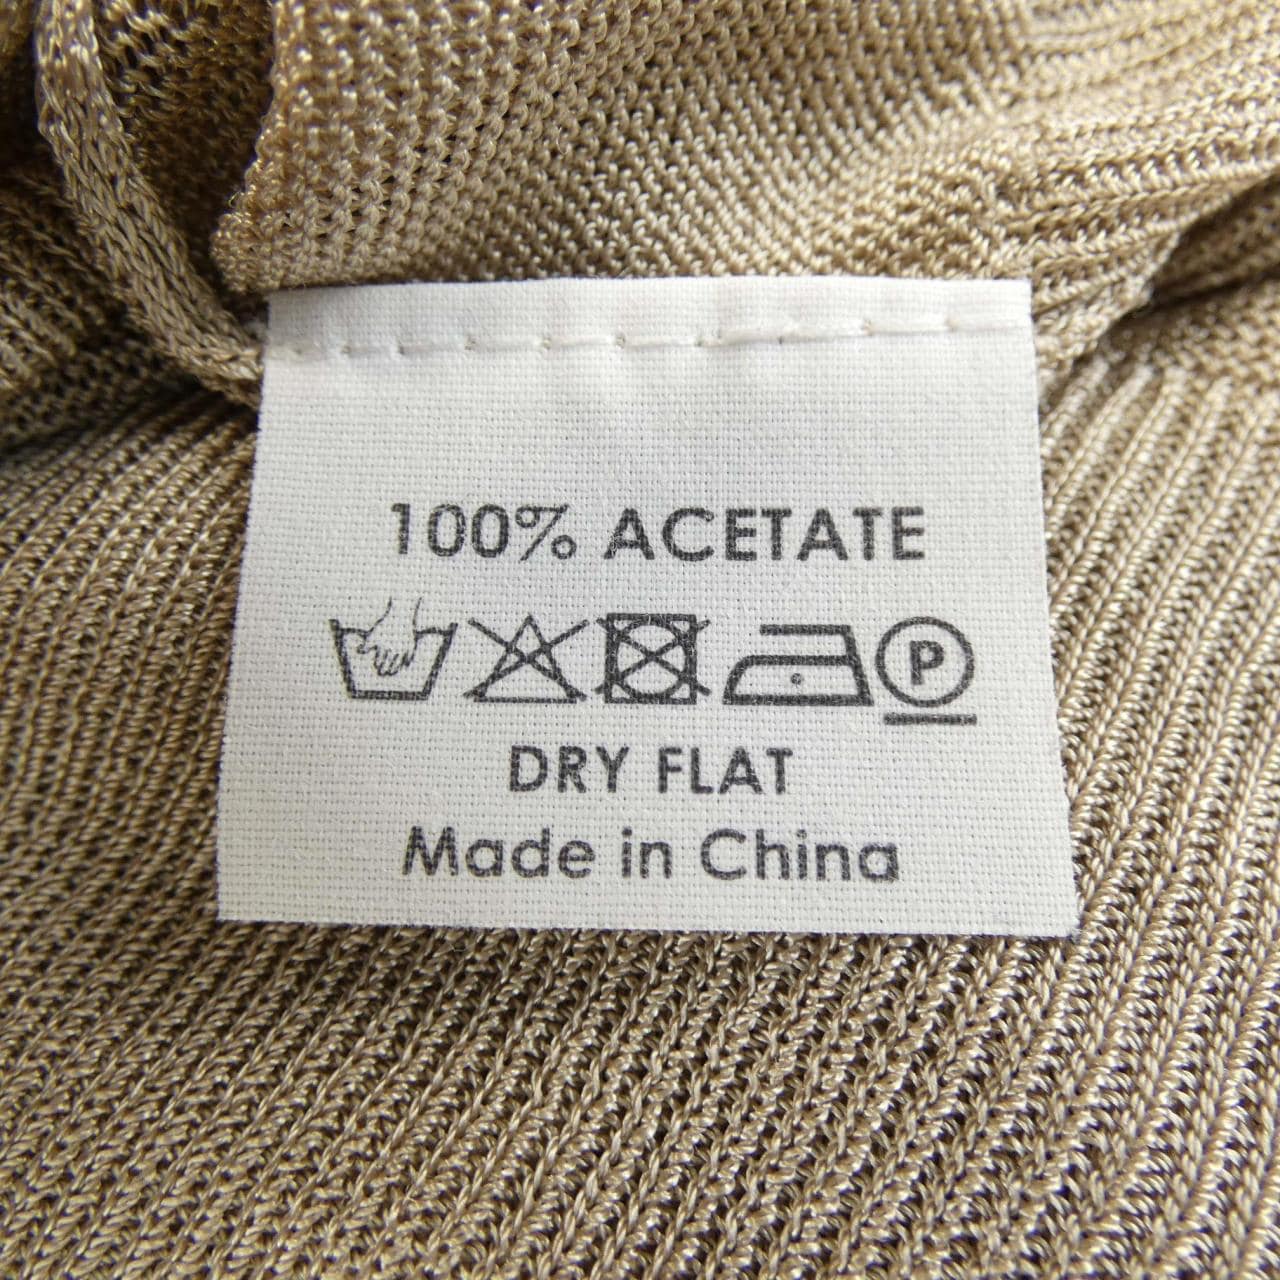 100% ACETATE
P
DRY FLAT
Made in China